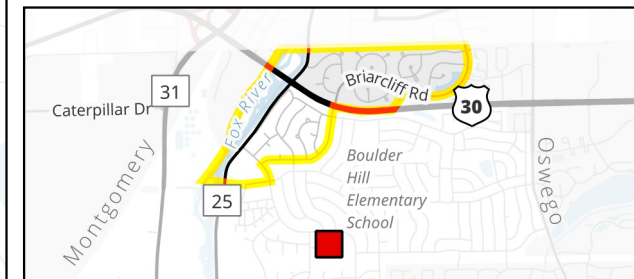 31
Caterpillar Dr
Fox River
Briarcliff Rd
30
Montgomery
25
Boulder
Hill
Elementary
School
Oswego